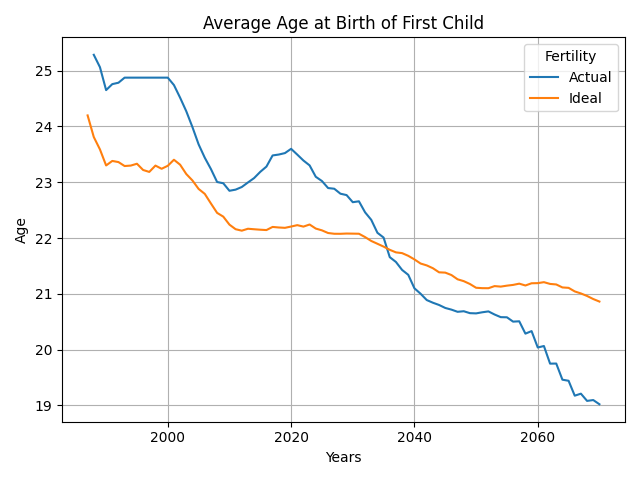 Average Age at Birth of First Child
Fertility
Actual
Ideal
25
24
23
22
21
20
19
Age
2000
2020
2040
2060
Years